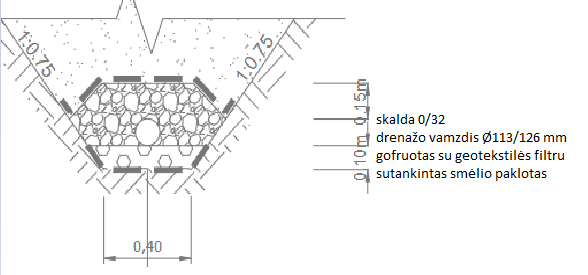 1:0.75
1:0.75
0,15m
skalda 0/32
drenažo vamzdis Ø113/126 mm
gofruotas su geotekstilės filtru
0,10m
sutankintas smėlio paklotas
0,40